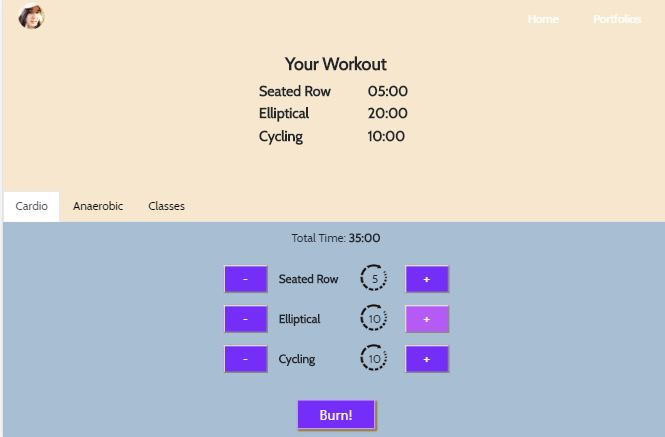 Home Portfolios
Your Workout
Seated Row 05:00
Elliptical 20:00
Cycling 10:00
Cardio Anaerobic Classes
Total Time: 35:00
- Seated Row 5 +
- Elliptical 10 +
- Cycling 10 +
Burn!